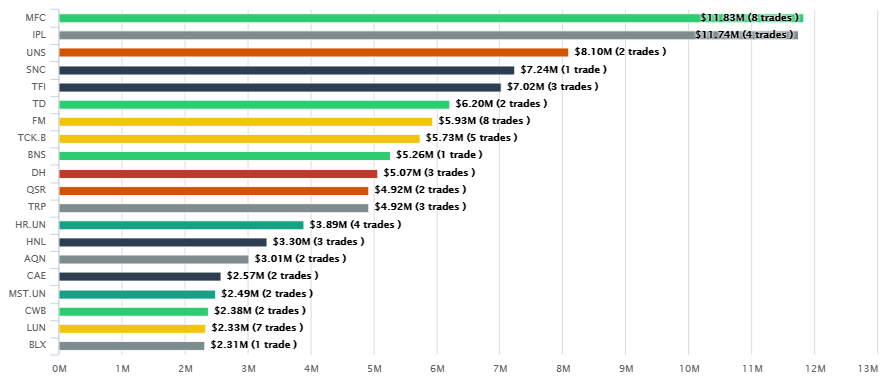 MFC $11.83M (8 trades )
IPL $11.74M (4 trades )
UNS $8.10M (2 trades )
SNC $7.24M (1 trade )
TFI $7.02M (3 trades )
TD $6.20M (2 trades )
FM $5.93M (8 trades )
TCK.B $5.73M (5 trades )
BNS $5.26M (1 trade )
DH $5.07M (3 trades )
QSR $4.92M (2 trades )
TRP $4.92M (3 trades )
HR.UN $3.89M (4 trades )
HNL $3.30M (3 trades )
AQN $3.01M (2 trades )
CAE $2.57M (2 trades )
MST.UN $2.49M (2 trades )
CWB $2.38M (2 trades )
LUN $2.33M (7 trades )
BLX $2.31M (1 trade )
0M 1M 2M 3M 4M 5M 6M 7M 8M 9M 10M 11M 12M 13M